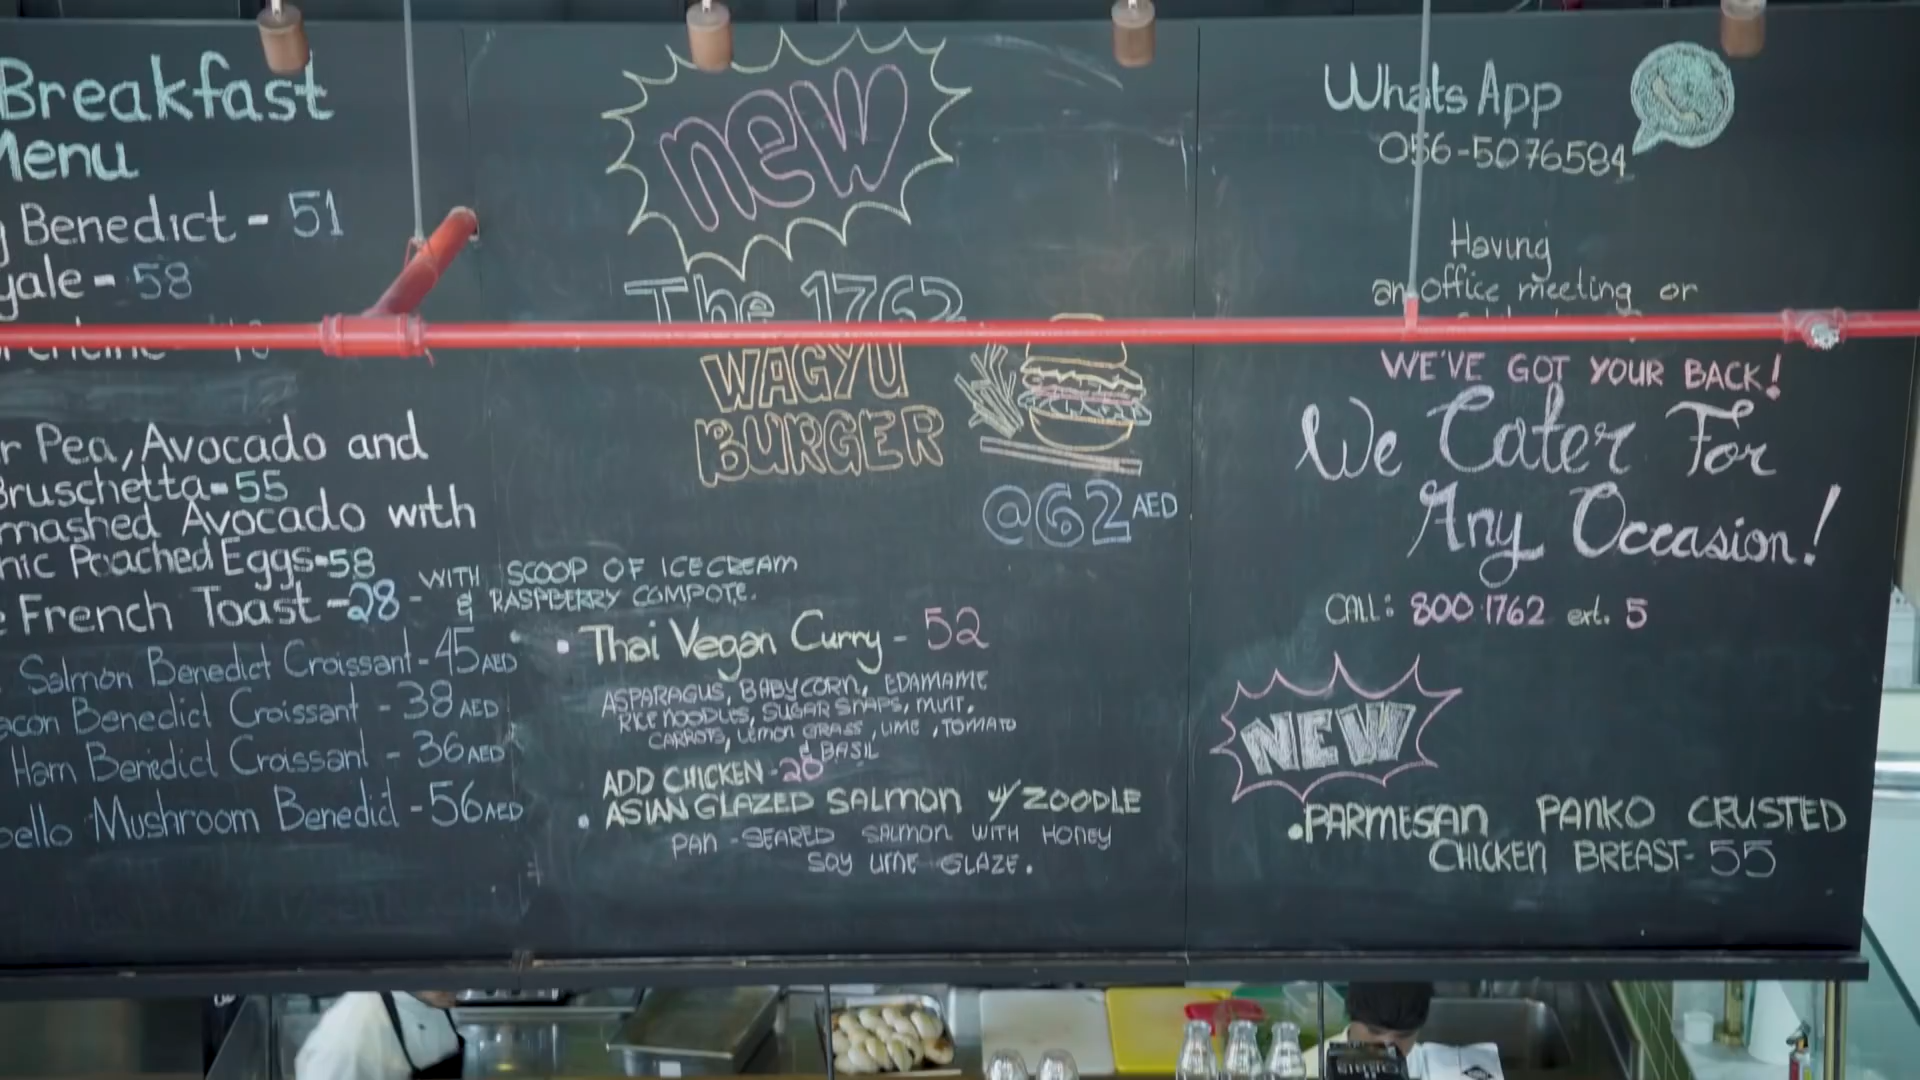 Breakfast
Menu
Benedict - 51
yale - 58
r Pea, Avocado and
Bruschetta - 55
mashed Avocado with
nic Poached Eggs - 58
French Toast - 28 - WITH SCOOP OF ICE CREAM
& RASPBERRY COMPOTE.
Salmon Benedict Croissant - 45 AED
acon Benedict Croissant - 38 AED
Ham Benedict Croissant - 36 AED
bello Mushroom Benedict - 56 AED
new
The 1762
WAGYU
BURGER
@62 AED
• Thai Vegan Curry - 52
ASPARAGUS, BABYCORN, EDAMAME
RICE NOODLES, SUGAR SNAPS, MINT,
CARROTS, LEMON GRASS, LIME, TOMATO
& BASIL
ADD CHICKEN - 20
• ASIAN GLAZED SALMON w/ ZOODLE
PAN-SEARED SALMON WITH HONEY
SOY LIME GLAZE.
WhatsApp
056-5076584
Having
an office meeting or
WE'VE GOT YOUR BACK!
We Cater For
Any Occasion!
CALL: 800 1762 ext. 5
NEW
• PARMESAN PANKO CRUSTED
CHICKEN BREAST - 55